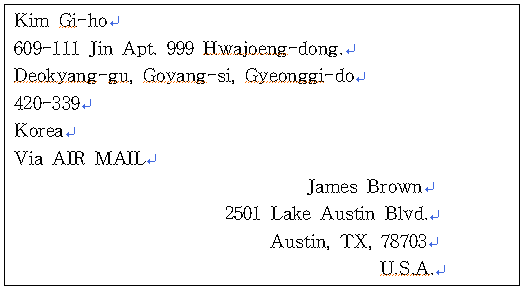 Kim Gi-ho
609-111 Jin Apt. 999 Hwajoeng-dong.
Deokyang-gu, Goyang-si, Gyeonggi-do
420-339
Korea
Via AIR MAIL
James Brown
2501 Lake Austin Blvd.
Austin, TX, 78703
U.S.A.